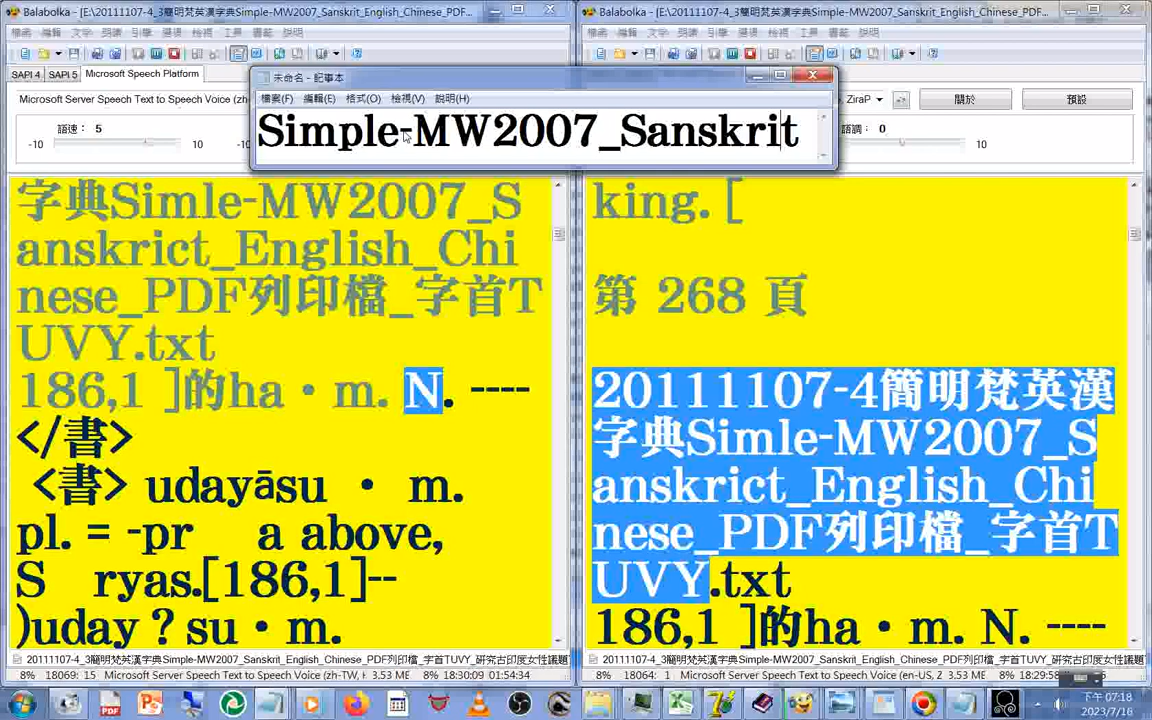 Balabolka - [E:\20111107-4_3簡明梵英漢字典Simple-MW2007_Sanskrit_English_Chinese_PDF...
Balabolka - [E:\20111107-4_3簡明梵英漢字典Simple-MW2007_Sanskrit_English_Chinese_PDF...
SAPI 4 SAPI 5 Microsoft Speech Platform
未命名 - 記事本
檔案(F) 編輯(E) 格式(O) 檢視(V) 說明(H)
Simple-MW2007_Sanskrit
Microsoft Server Speech Text to Speech Voice (zh-
, ZiraP
關於
預設
語速: 5
-10
10
-10
語調: 0
10
字典Simle-MW2007_S
anskrict_English_Chi
nese_PDF列印檔_字首T
UVY.txt
186,1 ]的ha‧m. N. ----
</書>
<書> udayāsu ‧ m.
pl. = -pr a above,
S ryas.[186,1]--
)uday？su‧m.
king. [
第 268 頁
20111107-4簡明梵英漢
字典Simle-MW2007_S
anskrict_English_Chi
nese_PDF列印檔_字首T
UVY.txt
186,1 ]的ha‧m. N. ----
20111107-4_3簡明梵英漢字典Simple-MW2007_Sanskrit_English_Chinese_PDF列印檔_字首TUVY_研究古印度女性議題
20111107-4_3簡明梵英漢字典Simple-MW2007_Sanskrit_English_Chinese_PDF列印檔_字首TUVY_研究古印度女性議題
8% 18069: 15 Microsoft Server Speech Text to Speech Voice (zh-TW, H 3.53 ME 18:30:09 01:54:34
8% 18064: 1 Microsoft Server Speech Text to Speech Voice (en-US, Z 3.53 ME 18:29:58
下午 07:18
2023/7/16